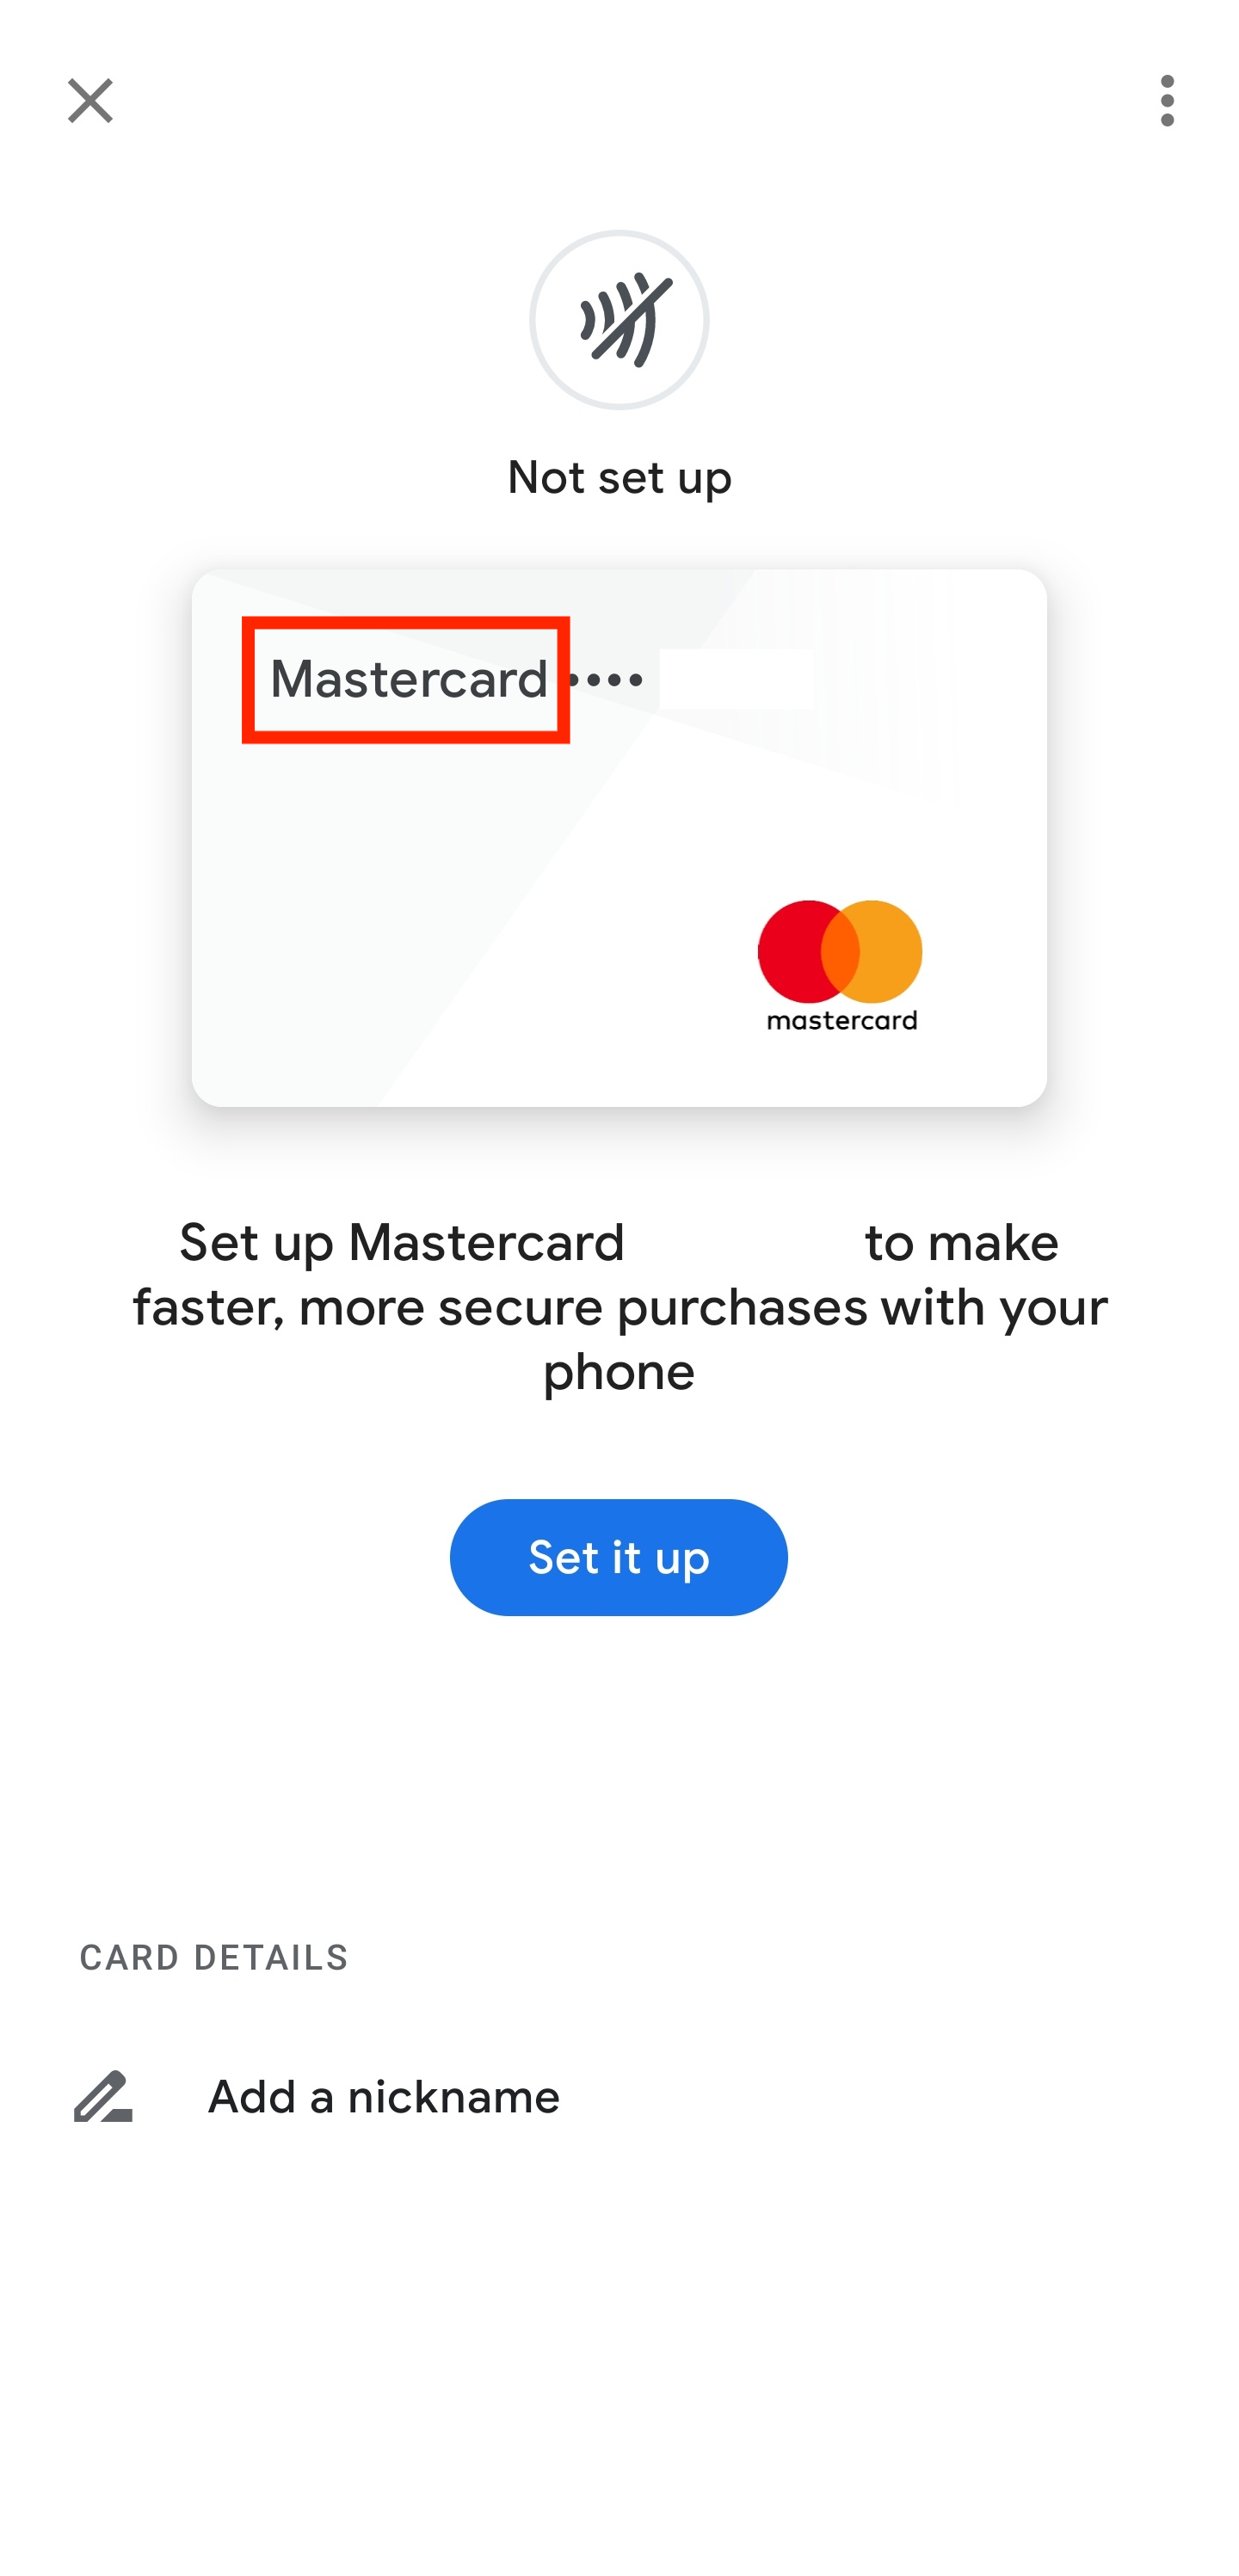 Not set up
Mastercard ••••
mastercard
Set up Mastercard to make
faster, more secure purchases with your
phone
Set it up
CARD DETAILS
Add a nickname